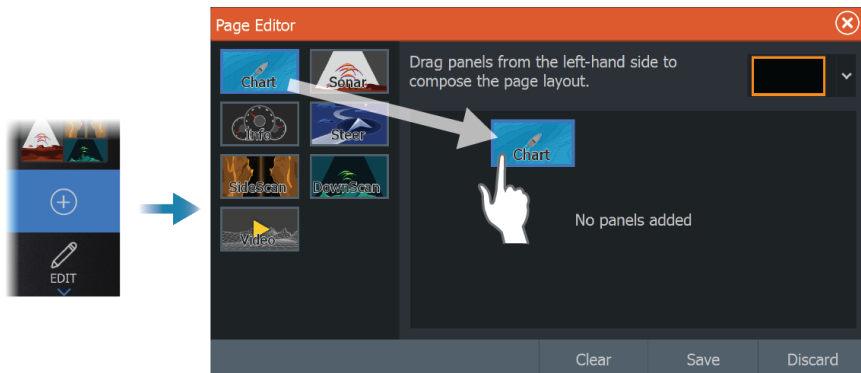 Page Editor
Chart
Sonar
Drag panels from the left-hand side to
compose the page layout.
Info
Steer
Chart
SideScan
DownScan
No panels added
Video
EDIT
Clear
Save
Discard